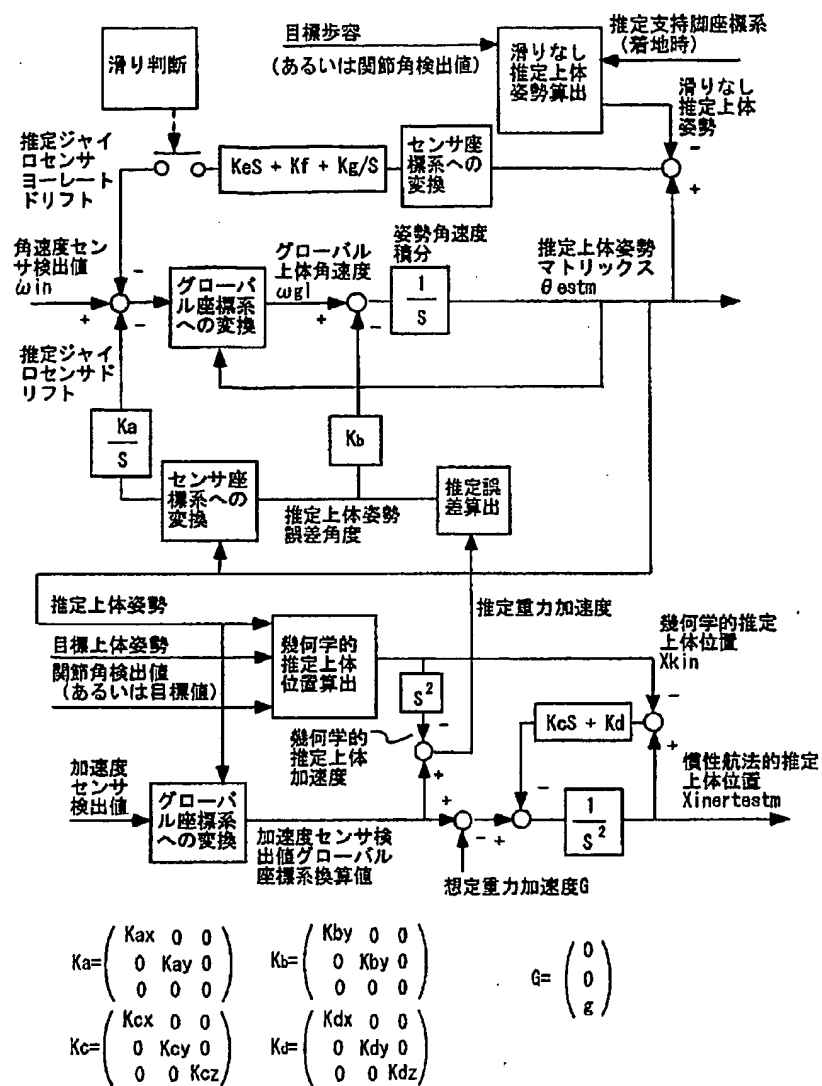 目標歩容
(あるいは関節角検出値)
滑りなし
推定上体
姿勢算出
推定支持脚座標系
(着地時)
滑りなし
推定上体
姿勢
滑り判断
推定ジャイ
ロセンサ
ヨーレート
ドリフト
KeS + Kf + Kg/S
センサ座
標系への
変換
-
+
角速度セン
サ検出値
ωin
+
-
-
グローバ
ル座標系
への変換
グローバル
上体角速度
ωgl
+
-
姿勢角速度
積分
1
S
推定上体姿勢
マトリックス
θestm
推定ジャイ
ロセンサド
リフト
Ka
S
Kb
センサ座
標系への
変換
推定上体姿勢
誤差角度
推定誤
差算出
推定上体姿勢
目標上体姿勢
関節角検出値
(あるいは目標値)
幾何学的
推定上体
位置算出
推定重力加速度
S2
-
+
幾何学的
推定上体
加速度
幾何学的推定
上体位置
Xkin
-
+
KcS + Kd
加速度
センサ
検出値
グローバ
ル座標系
への変換
加速度センサ検
出値グローバル
座標系換算値
+
-
+
-
1
S2
慣性航法的推定
上体位置
Xinertestm
想定重力加速度G
Ka=
Kax 0 0
0 Kay 0
0 0 0
Kb=
Kby 0 0
0 Kby 0
0 0 0
G=
0
0
g
Kc=
Kcx 0 0
0 Kcy 0
0 0 Kcz
Kd=
Kdx 0 0
0 Kdy 0
0 0 Kdz